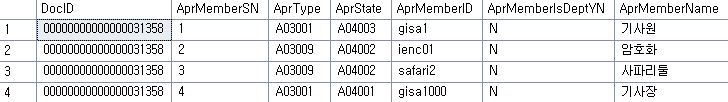 DocID AprMemberSN AprType AprState AprMemberID AprMemberIsDeptYN AprMemberName
1 00000000000000031358 1 A03001 A04003 gisa1 N 기사원
2 00000000000000031358 2 A03009 A04002 ienc01 N 암호화
3 00000000000000031358 3 A03009 A04002 safari2 N 사파리둘
4 00000000000000031358 4 A03001 A04001 gisa1000 N 기사장